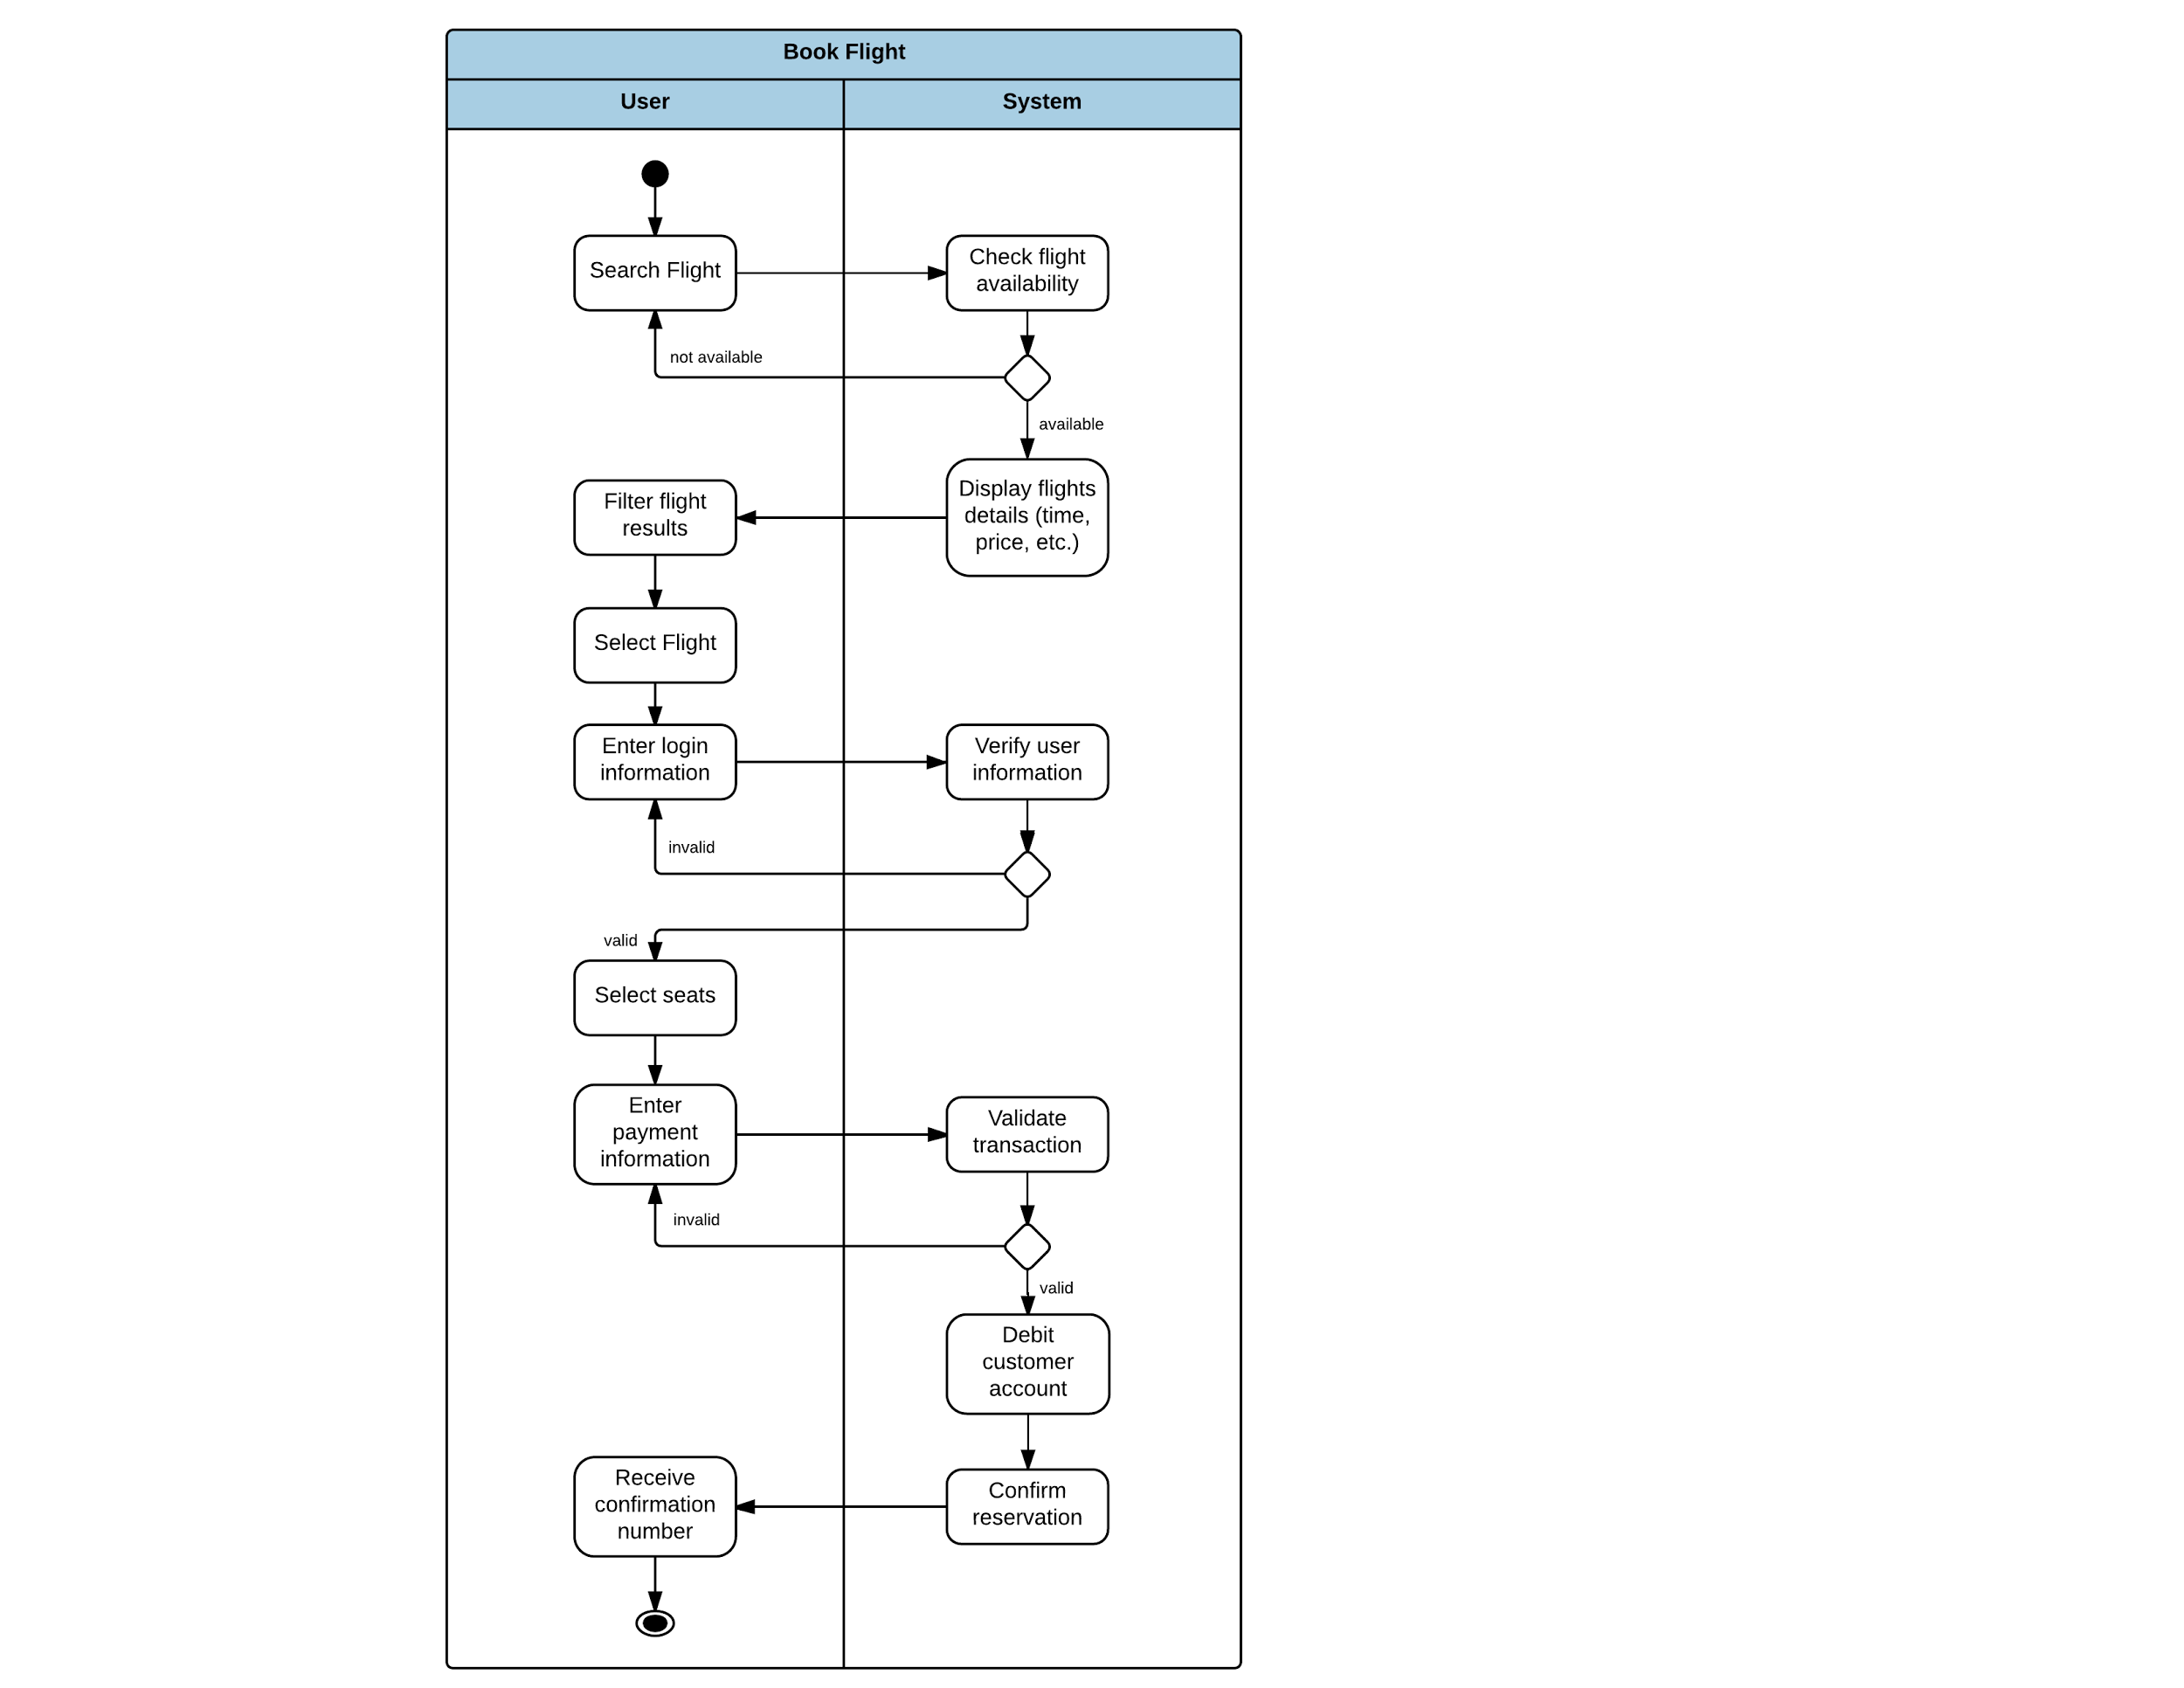 Book Flight
User
System
Search Flight
Check flight
availability
not available
available
Display flights
details (time,
price, etc.)
Filter flight
results
Select Flight
Enter login
information
Verify user
information
invalid
valid
Select seats
Enter
payment
information
Validate
transaction
invalid
valid
Debit
customer
account
Confirm
reservation
Receive
confirmation
number